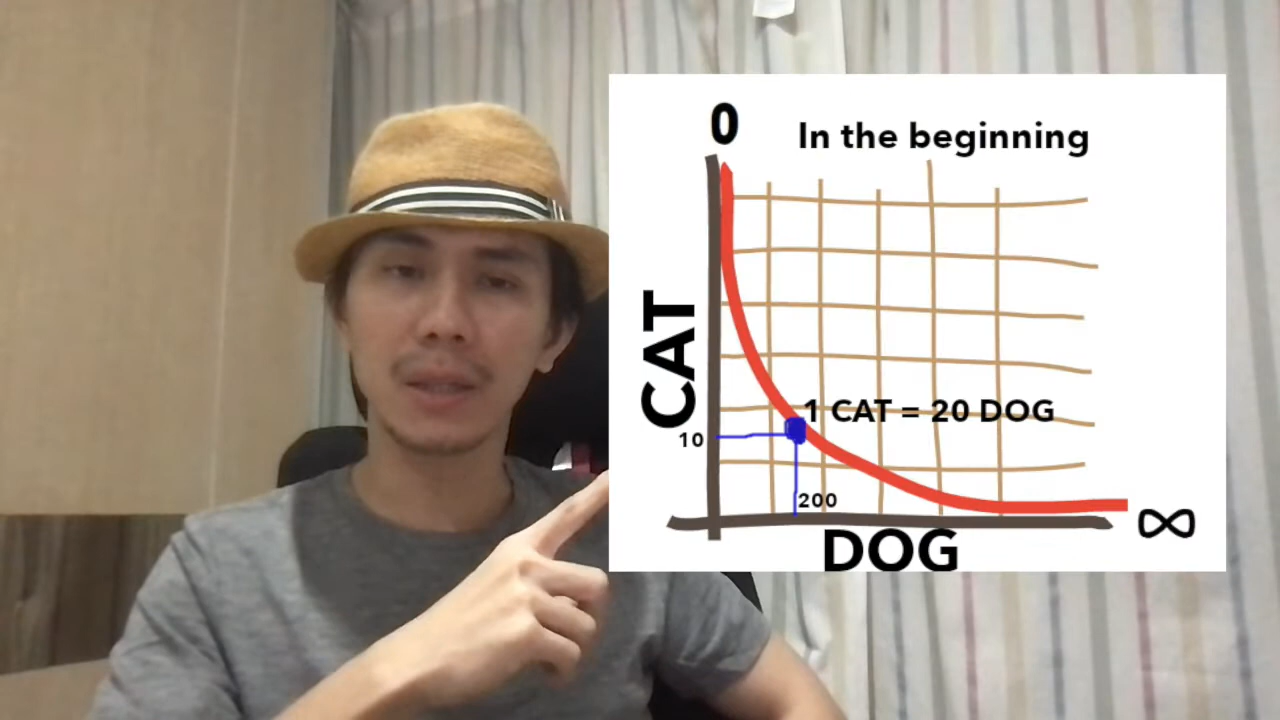 0
In the beginning
CAT
1 CAT = 20 DOG
10
200
DOG
∞